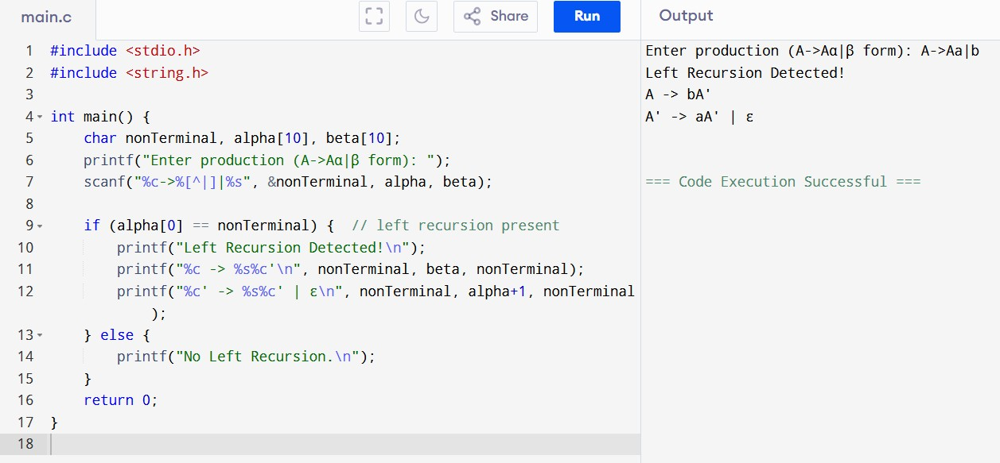 main.c
Share
Run
Output
1 #include <stdio.h>
2 #include <string.h>
3
4 int main() {
5     char nonTerminal, alpha[10], beta[10];
6     printf("Enter production (A->Aα|β form): ");
7     scanf("%c->%[^|]|%s", &nonTerminal, alpha, beta);
8
9     if (alpha[0] == nonTerminal) {  // left recursion present
10         printf("Left Recursion Detected!\n");
11         printf("%c -> %s%c'\n", nonTerminal, beta, nonTerminal);
12         printf("%c' -> %s%c' | ε\n", nonTerminal, alpha+1, nonTerminal
);
13     } else {
14         printf("No Left Recursion.\n");
15     }
16     return 0;
17 }
18
Enter production (A->Aα|β form): A->Aa|b
Left Recursion Detected!
A -> bA'
A' -> aA' | ε
=== Code Execution Successful ===